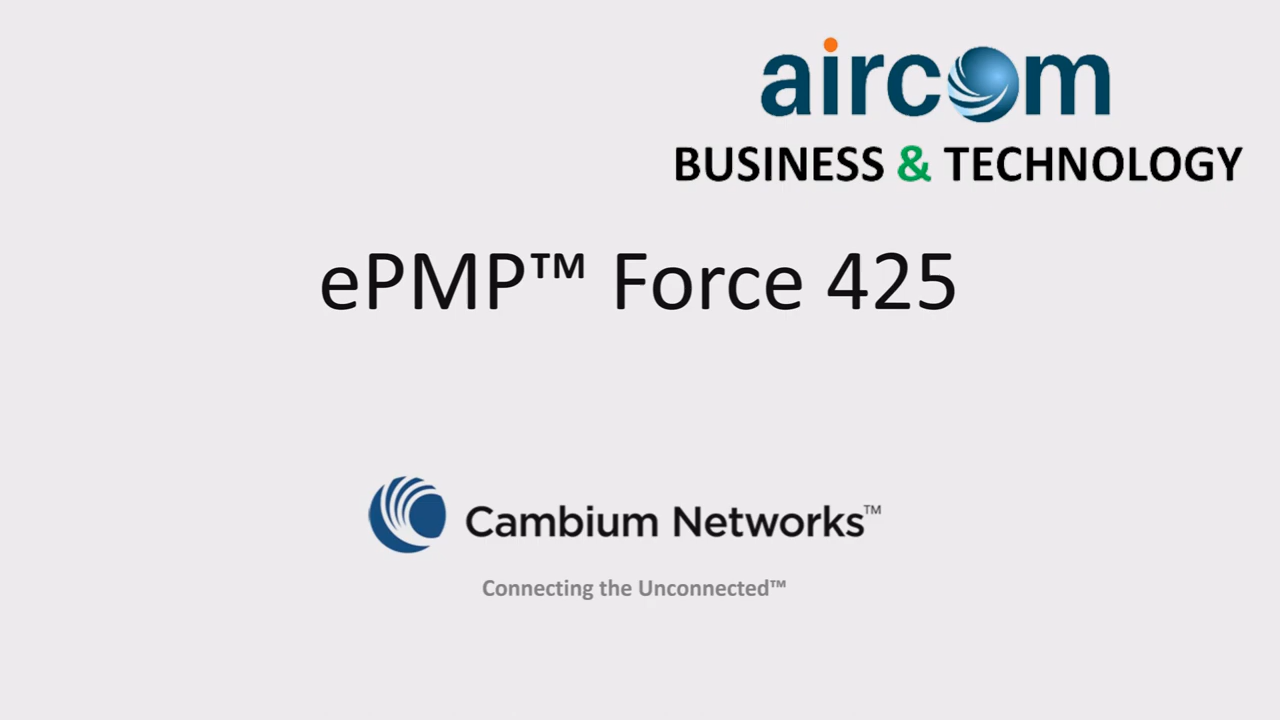 aircom
BUSINESS & TECHNOLOGY
ePMP™ Force 425
Cambium Networks™
Connecting the Unconnected™